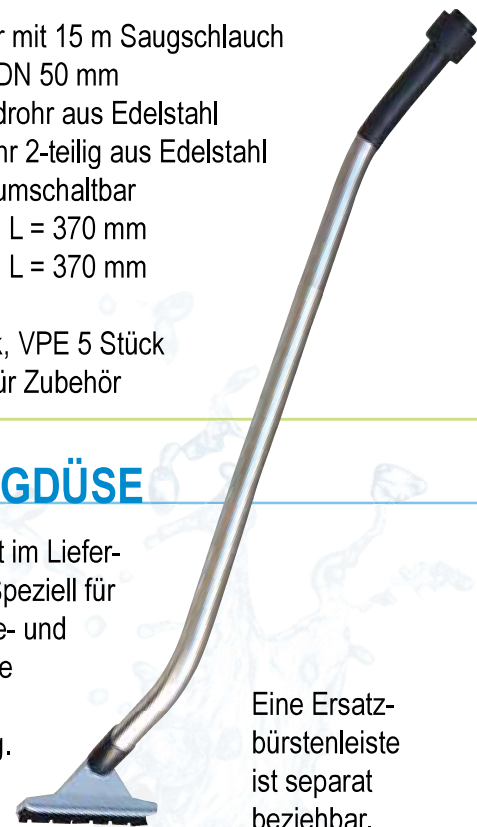 r mit 15 m Saugschlauch
DN 50 mm
drohr aus Edelstahl
hr 2-teilig aus Edelstahl
umschaltbar
L = 370 mm
L = 370 mm
k, VPE 5 Stück
ür Zubehör
GDÜSE
t im Liefer-
Speziell für
e- und
e
g.
Eine Ersatz-
bürstenleiste
ist separat
beziehbar.